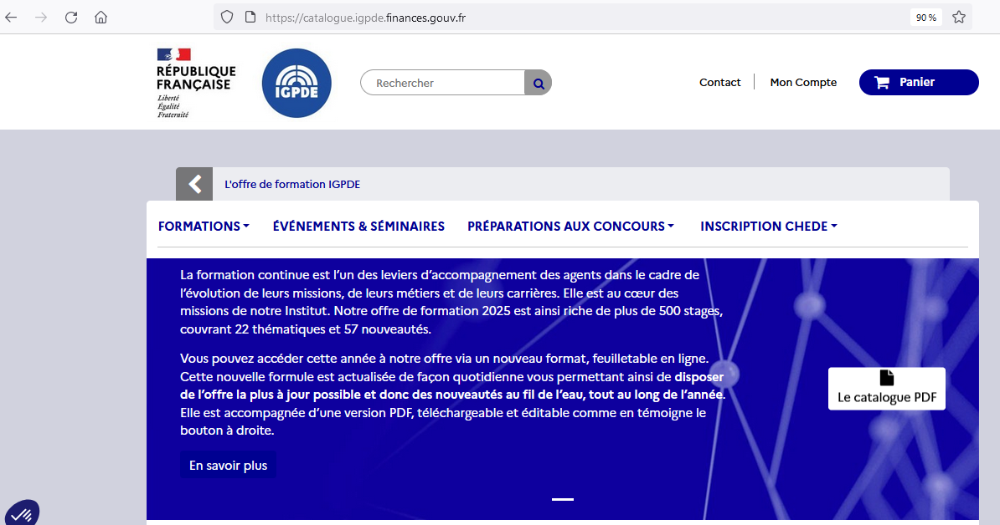 https://catalogue.igpde.finances.gouv.fr
90 %
RÉPUBLIQUE
FRANÇAISE
Liberté
Égalité
Fraternité
IGPDE
Rechercher
Contact
Mon Compte
Panier
L'offre de formation IGPDE
FORMATIONS
ÉVÉNEMENTS & SÉMINAIRES
PRÉPARATIONS AUX CONCOURS
INSCRIPTION CHEDE
La formation continue est l’un des leviers d’accompagnement des agents dans le cadre de
l’évolution de leurs missions, de leurs métiers et de leurs carrières. Elle est au cœur des
missions de notre Institut. Notre offre de formation 2025 est ainsi riche de plus de 500 stages,
couvrant 22 thématiques et 57 nouveautés.
Vous pouvez accéder cette année à notre offre via un nouveau format, feuilletable en ligne.
Cette nouvelle formule est actualisée de façon quotidienne vous permettant ainsi de disposer
de l’offre la plus à jour possible et donc des nouveautés au fil de l’eau, tout au long de l’année.
Elle est accompagnée d’une version PDF, téléchargeable et éditable comme en témoigne le
bouton à droite.
Le catalogue PDF
En savoir plus